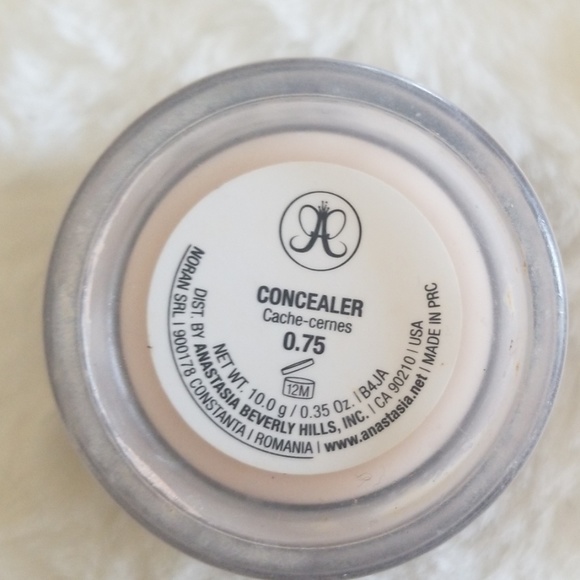 A
CONCEALER
Cache-cernes
0.75
12M
NET WT. 10.0 g / 0.35 Oz. | B4JA
DIST. BY ANASTASIA BEVERLY HILLS, INC. | CA 90210 | USA
NORAN SRL | 900178 CONSTANTA | ROMANIA | www.anastasia.net | MADE IN PRC